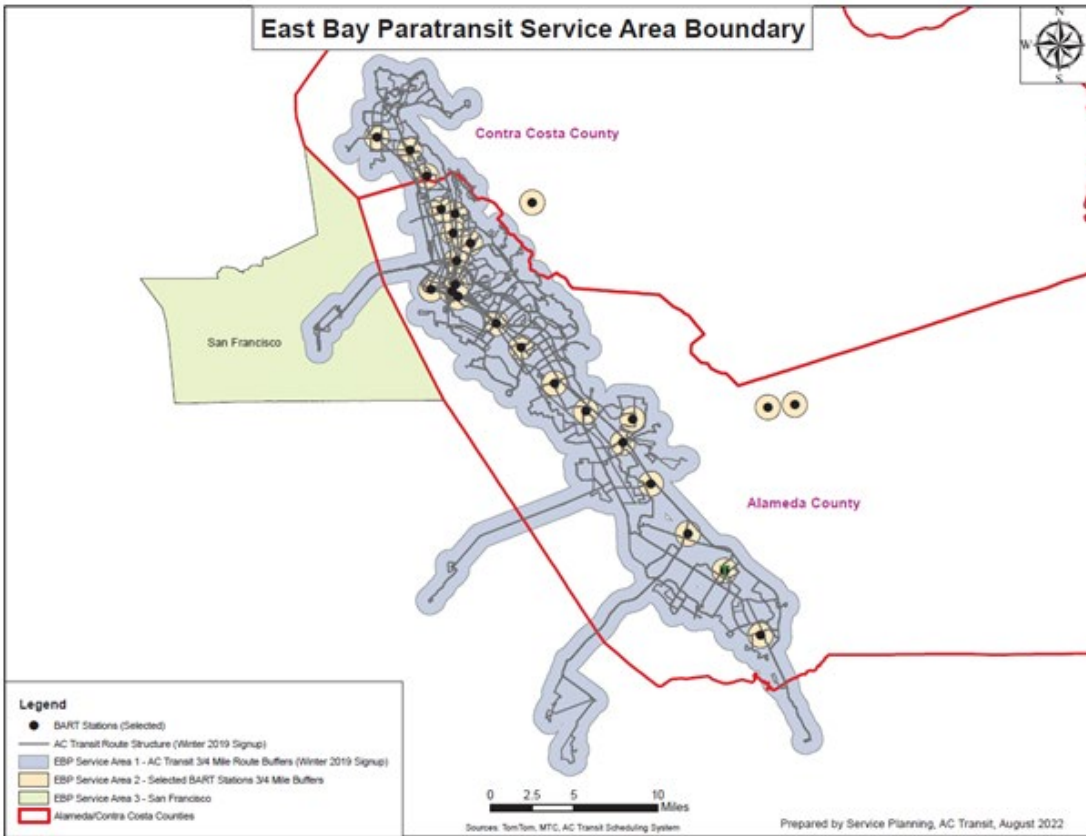 East Bay Paratransit Service Area Boundary
N
W
S
Contra Costa County
San Francisco
Alameda County
Legend
BART Stations (Selected)
AC Transit Route Structure (Winter 2019 Signup)
EBP Service Area 1 - AC Transit 3/4 Mile Route Buffers (Winter 2019 Signup)
EBP Service Area 2 - Selected BART Stations 3/4 Mile Buffers
EBP Service Area 3 - San Francisco
Alameda/Contra Costa Counties
0 2.5 5 10
Miles
Sources: TomTom, MTC, AC Transit Scheduling System
Prepared by Service Planning, AC Transit, August 2022